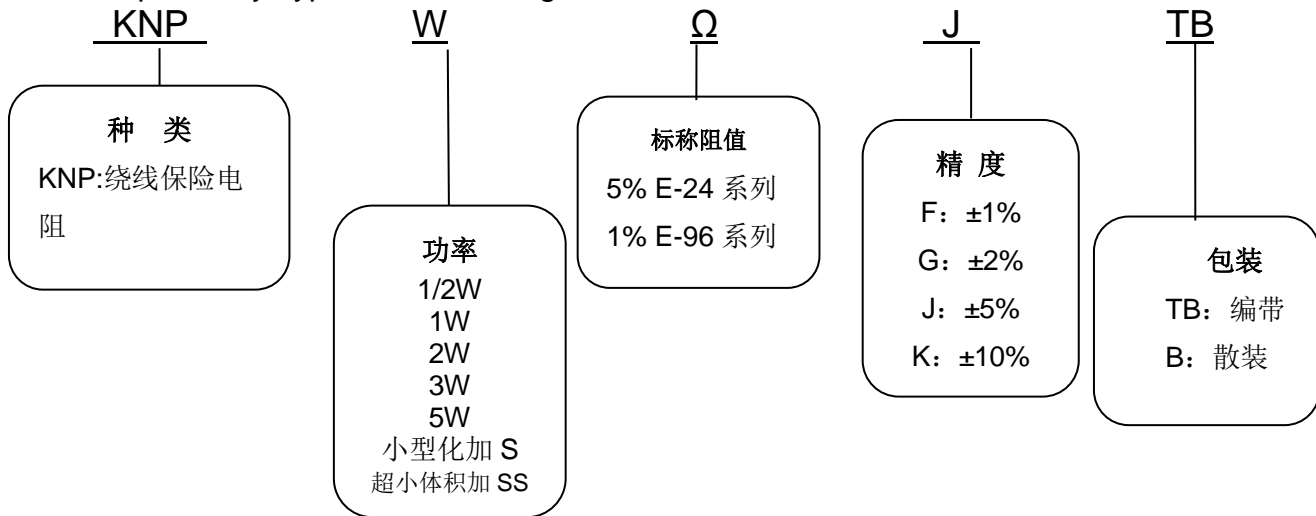 KNP W Ω J TB
种 类
KNP:绕线保险电
阻
功率
1/2W
1W
2W
3W
5W
小型化加 S
超小体积加 SS
标称阻值
5% E-24 系列
1% E-96 系列
精 度
F：±1%
G：±2%
J：±5%
K：±10%
包装
TB：编带
B：散装